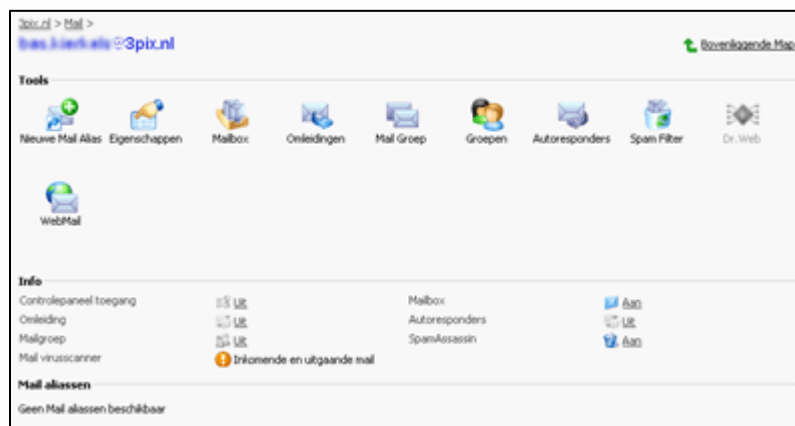 3pix.nl > Mail >
@3pix.nl
Bovenliggende Map
Tools
Nieuwe Mail Alias Eigenschappen Mailbox Omleidingen Mail Groep Groepen Autoresponders Spam Filter Dr.Web
WebMail
Info
Controlepaneel toegang Uit Mailbox Aan
Omleiding Uit Autoresponders Uit
Mailgroep Uit SpamAssassin Aan
Mail virusscanner Inkomende en uitgaande mail
Mail aliassen
Geen Mail aliassen beschikbaar